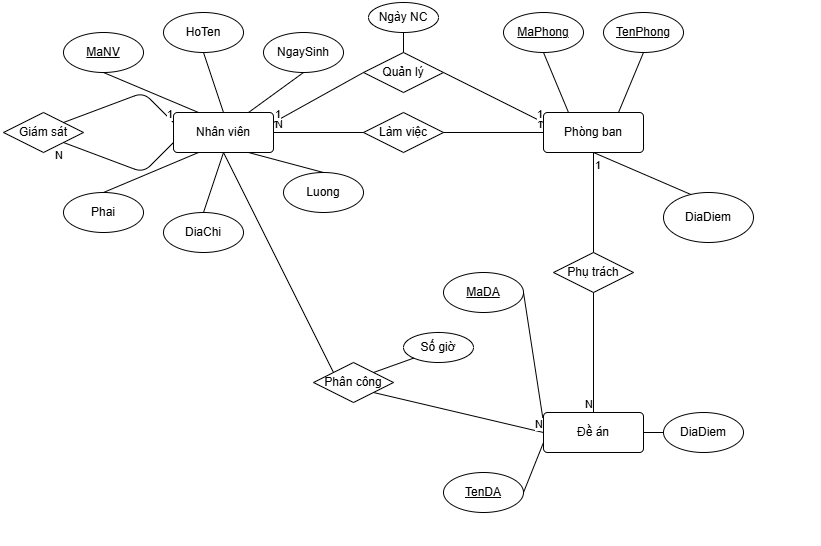 Ngày NC
HoTen
MaPhong
TenPhong
MaNV
NgaySinh
Quản lý
1
1
1
N
1
Giám sát
Nhân viên
Làm việc
Phòng ban
N
1
Luong
Phai
DiaChi
DiaDiem
Phụ trách
MaDA
Số giờ
Phân công
N
N
Đề án
DiaDiem
TenDA